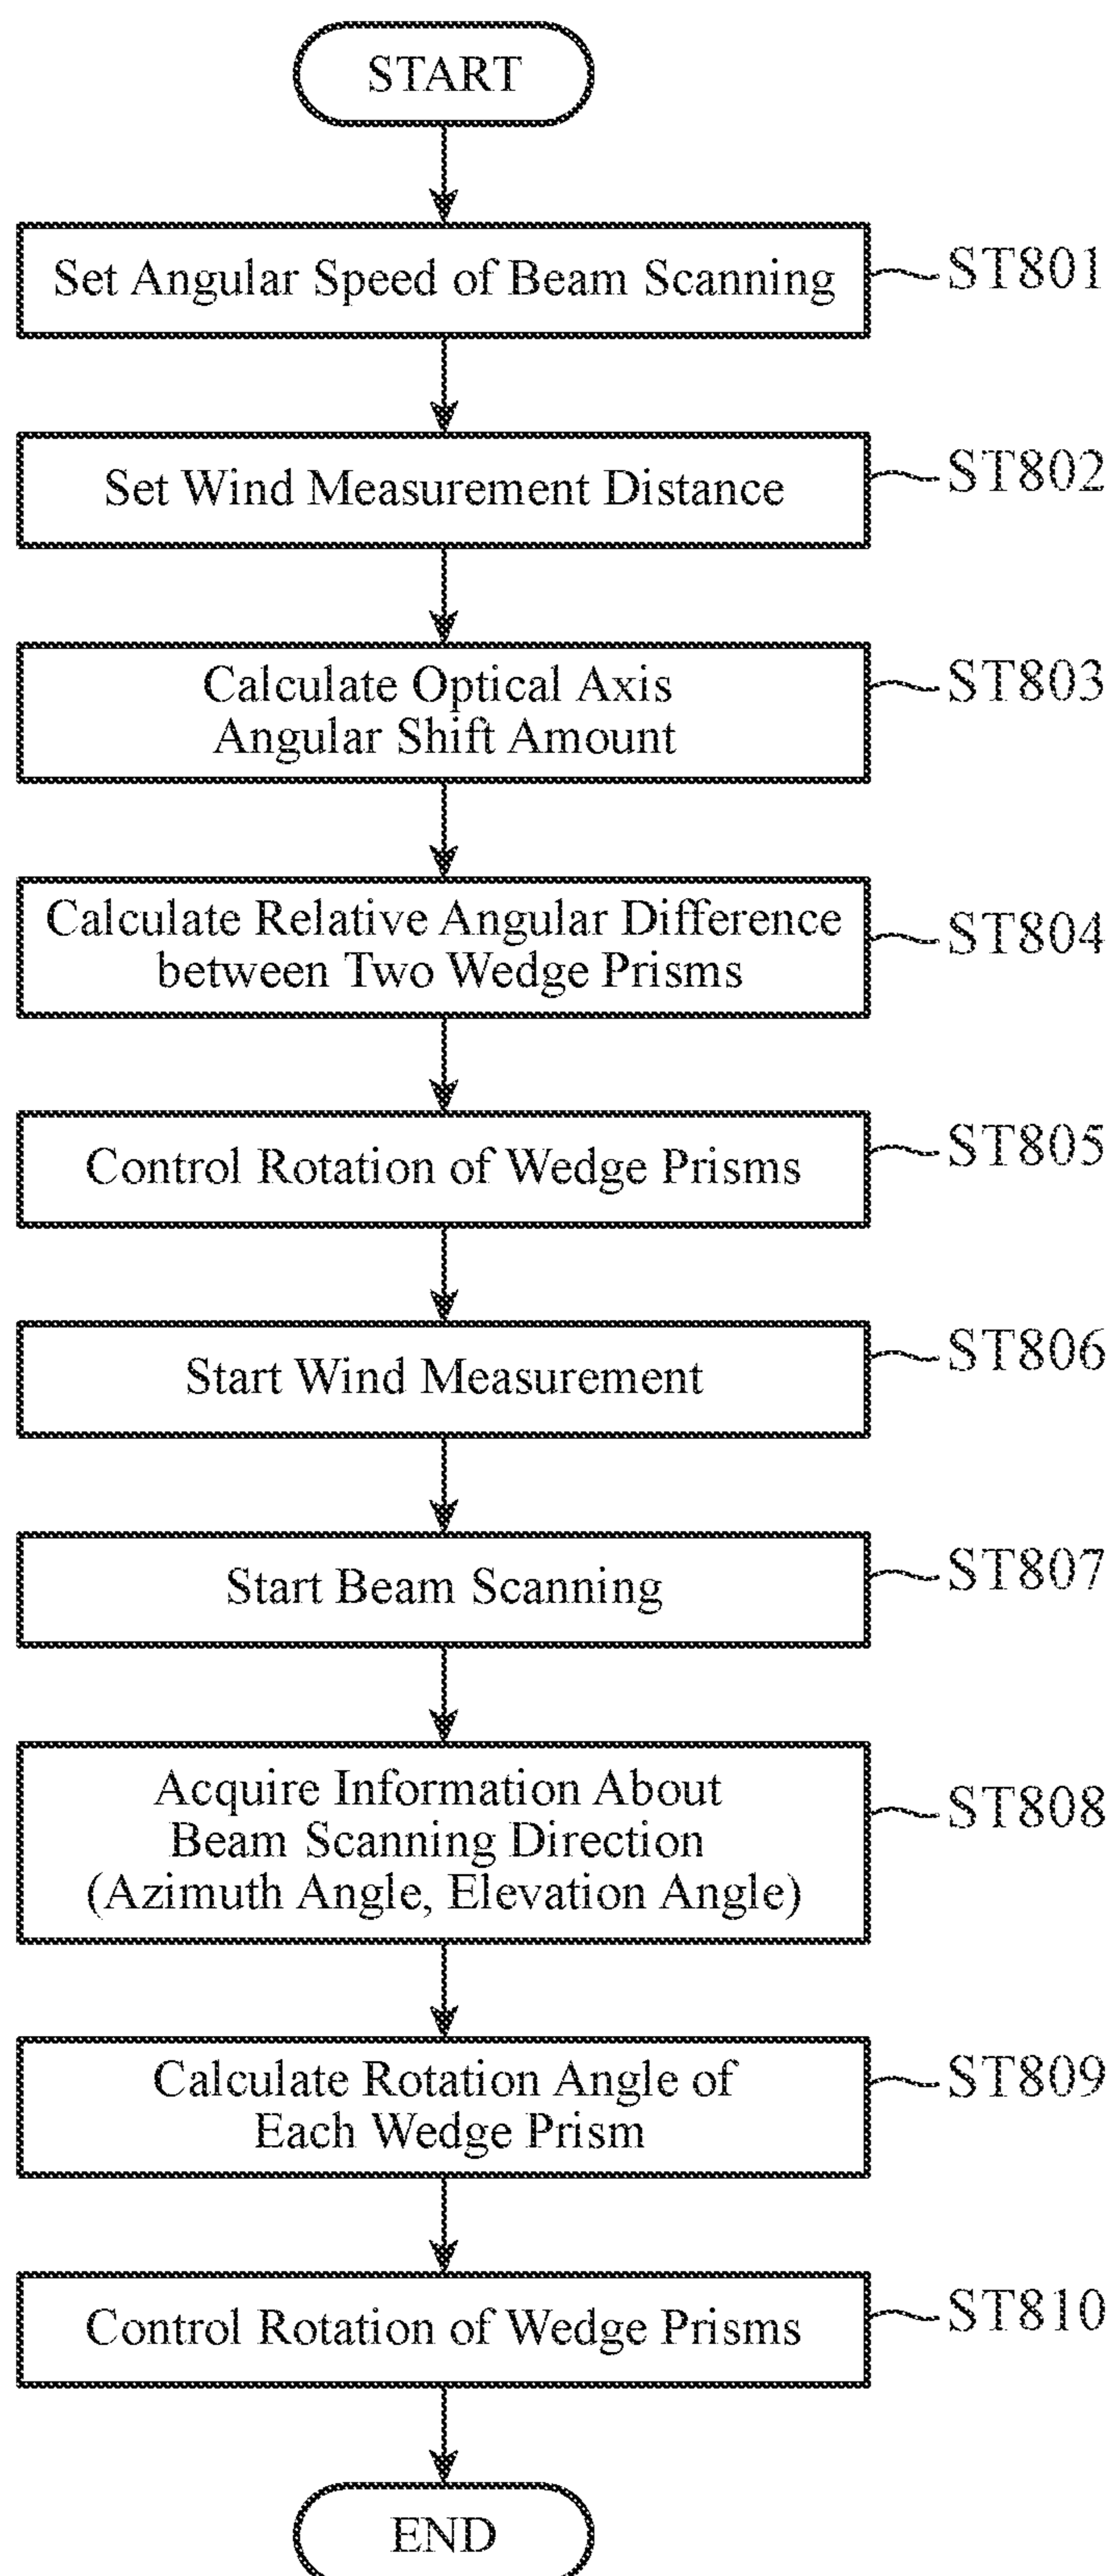 START
Set Angular Speed of Beam Scanning
ST801
Set Wind Measurement Distance
ST802
Calculate Optical Axis
Angular Shift Amount
ST803
Calculate Relative Angular Difference
between Two Wedge Prisms
ST804
Control Rotation of Wedge Prisms
ST805
Start Wind Measurement
ST806
Start Beam Scanning
ST807
Acquire Information About
Beam Scanning Direction
(Azimuth Angle, Elevation Angle)
ST808
Calculate Rotation Angle of
Each Wedge Prism
ST809
Control Rotation of Wedge Prisms
ST810
END